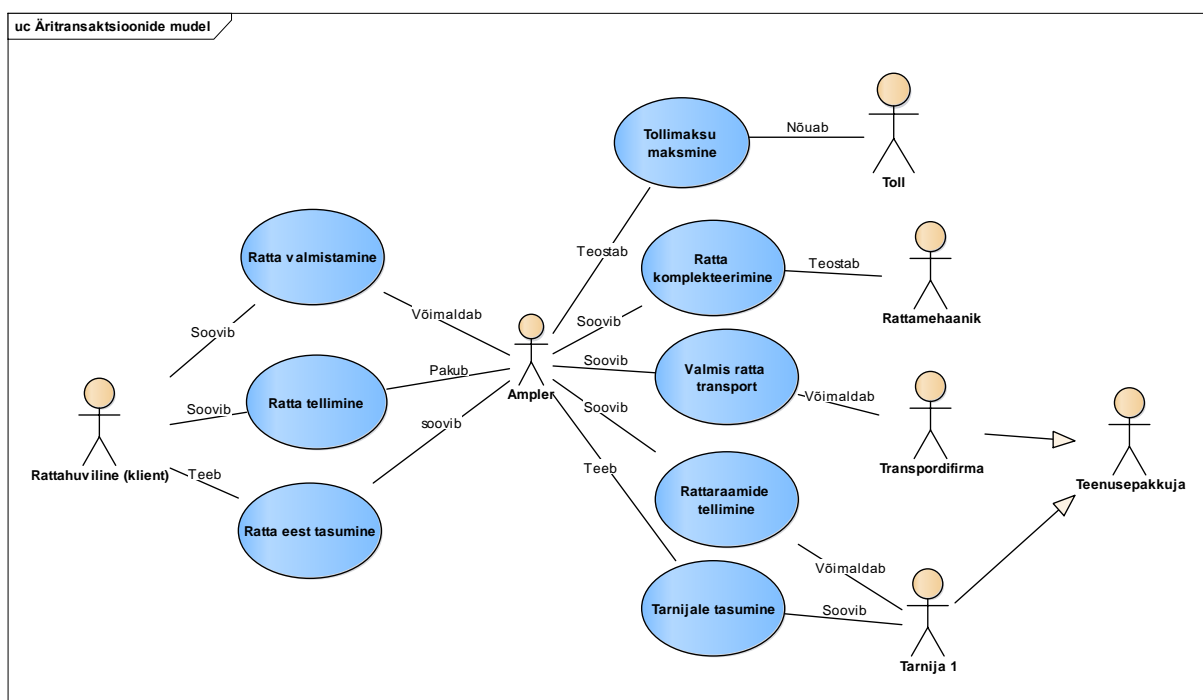 uc Äritransaktsioonide mudel
Toll
Nõuab
Tollimaksu
maksmine
Teostab
Ratta
komplekteerimine
Teostab
Rattamehaanik
Ratta valmistamine
Soovib
Võimaldab
Soovib
Ampler
Pakub
Ratta tellimine
Soovib
Soovib
Valmis ratta
transport
Võimaldab
Transpordifirma
Teenusepakkuja
Rattahuviline (klient)
Teeb
soovib
Ratta eest tasumine
Soovib
Rattaraamide
tellimine
Võimaldab
Teeb
Tarnijale tasumine
Soovib
Tarnija 1